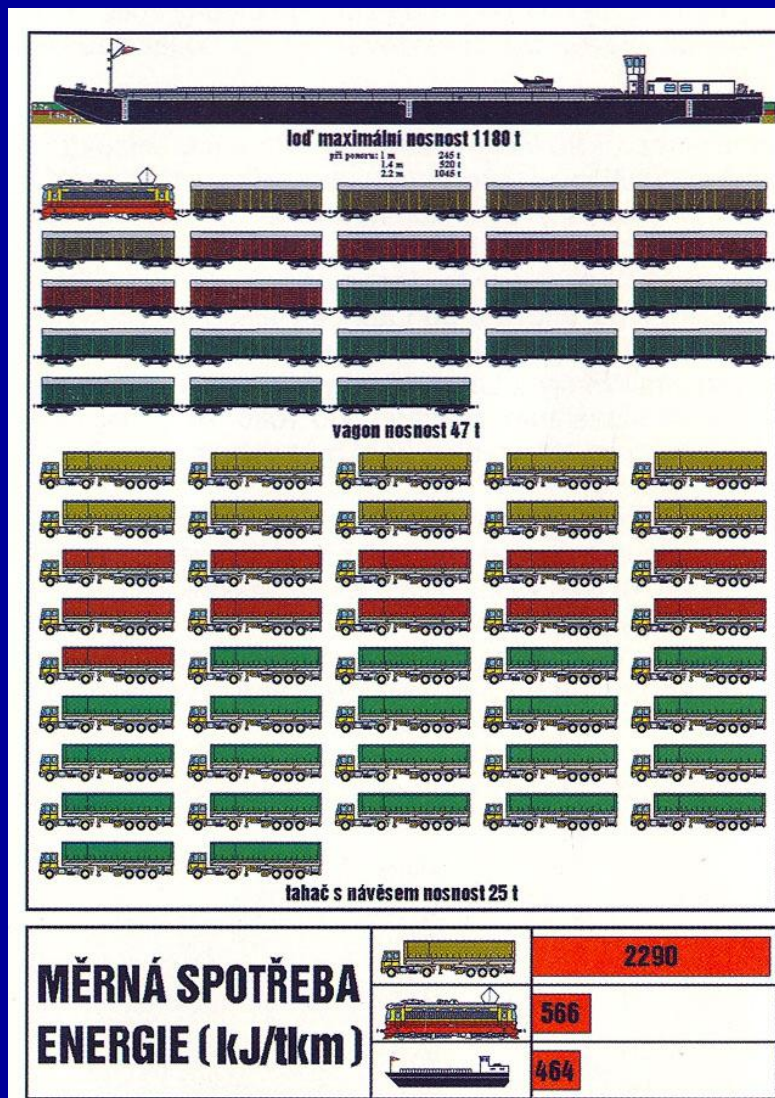 loď maximální nosnost 1180 t
při ponoru: 1 m 245 t
1.4 m 520 t
2.2 m 1045 t
vagon nosnost 47 t
tahač s návěsem nosnost 25 t
MĚRNÁ SPOTŘEBA
ENERGIE (kJ/tkm)
2290
566
464